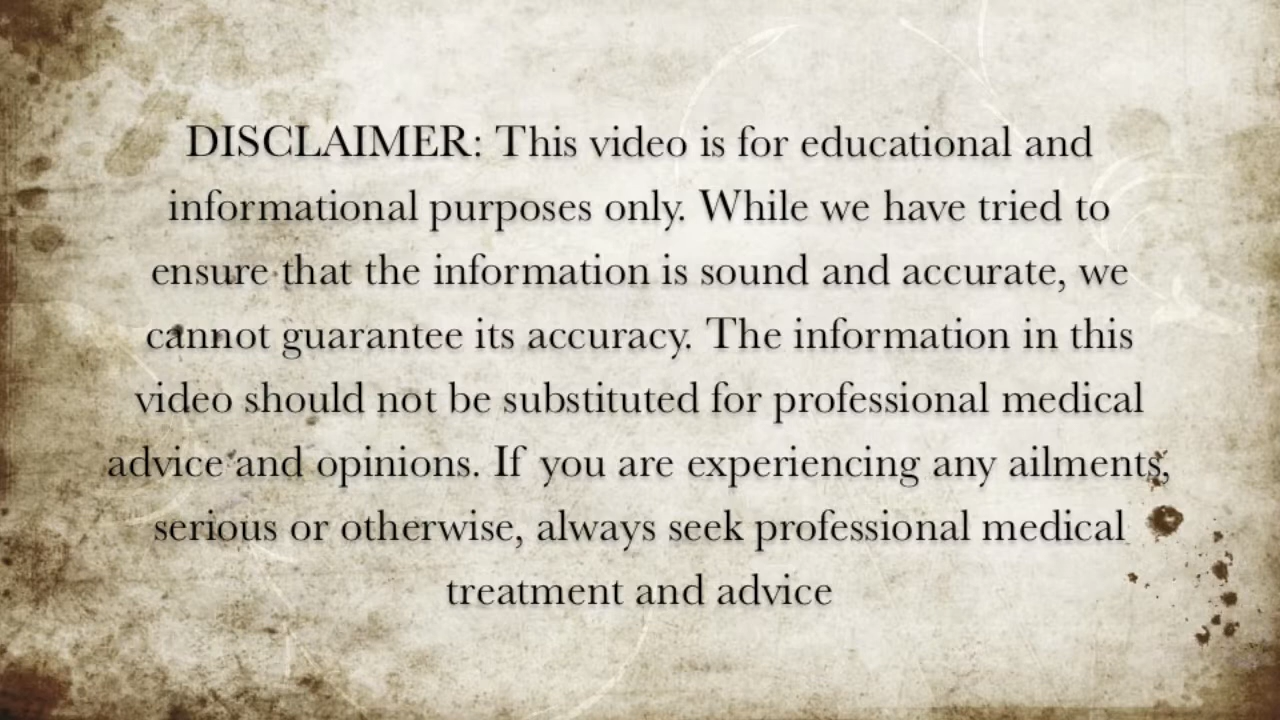 DISCLAIMER: This video is for educational and
informational purposes only. While we have tried to
ensure that the information is sound and accurate, we
cannot guarantee its accuracy. The information in this
video should not be substituted for professional medical
advice and opinions. If you are experiencing any ailments,
serious or otherwise, always seek professional medical
treatment and advice